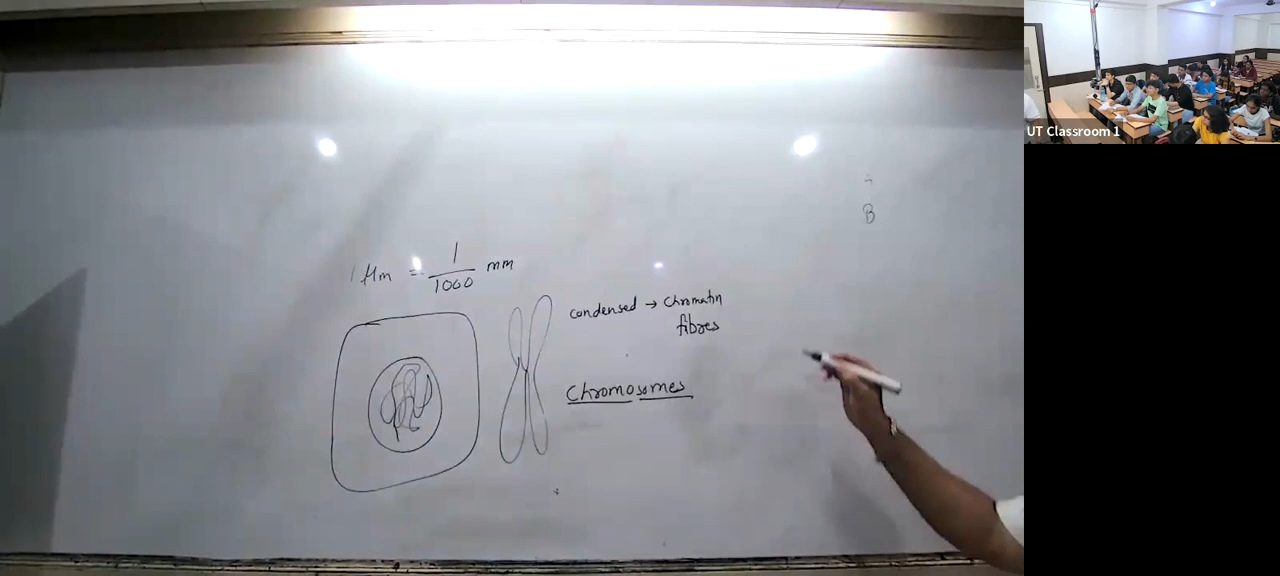 UT Classroom 1
B
1 μm = 1/1000 mm
condensed → chromatin
fibres
Chromosomes